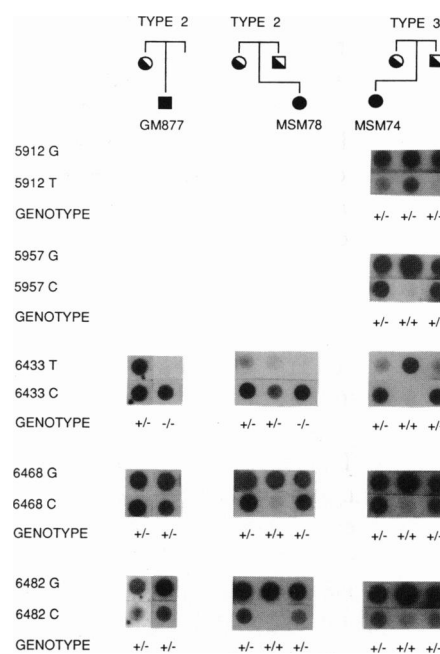 TYPE 2 TYPE 2 TYPE 3
GM877 MSM78 MSM74
5912 G
5912 T
GENOTYPE +/- +/- +/-
5957 G
5957 C
GENOTYPE +/- +/+ +/-
6433 T
6433 C
GENOTYPE +/- -/- +/- +/- -/- +/- +/+ +/-
6468 G
6468 C
GENOTYPE +/- +/- +/- +/+ +/- +/- +/+ +/-
6482 G
6482 C
GENOTYPE +/- +/- +/- +/+ +/- +/- +/+ +/-